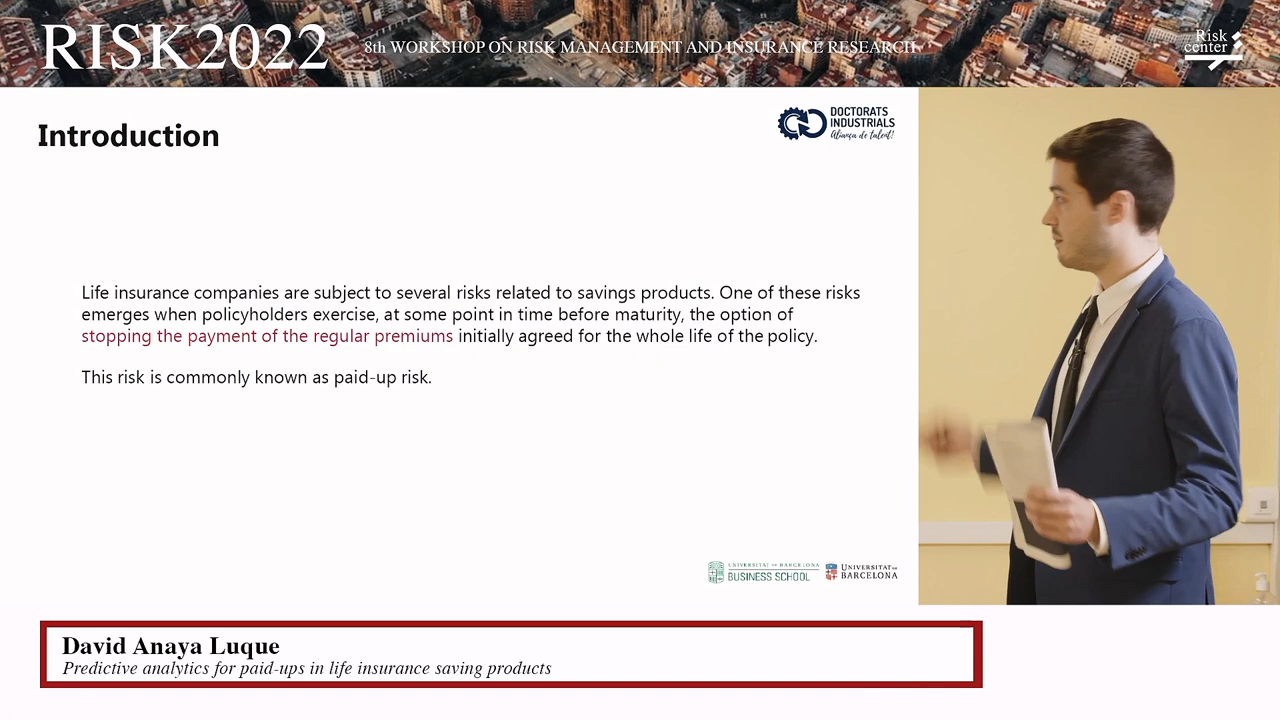 RISK2022
8th WORKSHOP ON RISK MANAGEMENT AND INSURANCE RESEARCH
Risk
center
Introduction
DOCTORATS
INDUSTRIALS
Aliança de talent!
Life insurance companies are subject to several risks related to savings products. One of these risks
emerges when policyholders exercise, at some point in time before maturity, the option of
stopping the payment of the regular premiums initially agreed for the whole life of the policy.
This risk is commonly known as paid-up risk.
UNIVERSITAT DE BARCELONA
BUSINESS SCHOOL
UNIVERSITAT DE
BARCELONA
David Anaya Luque
Predictive analytics for paid-ups in life insurance saving products